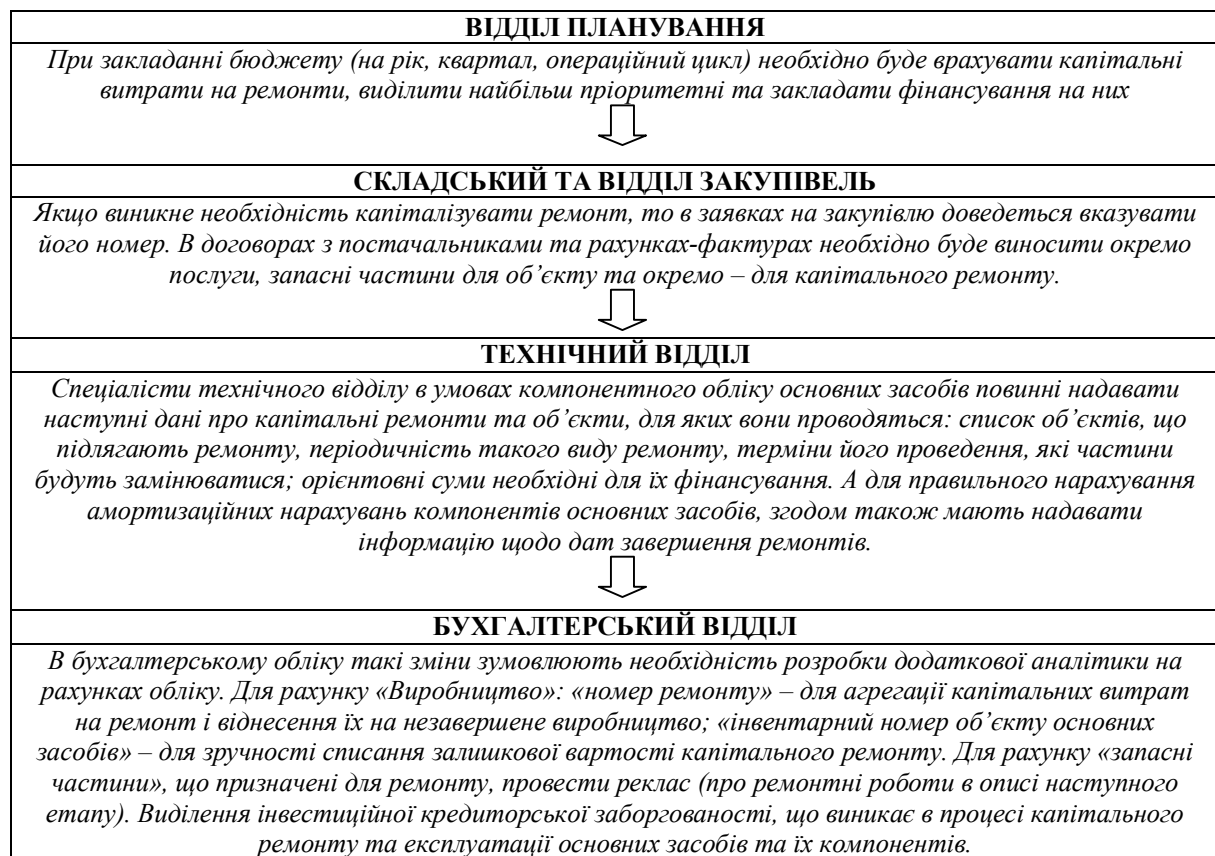 ВІДДІЛ ПЛАНУВАННЯ
При закладанні бюджету (на рік, квартал, операційний цикл) необхідно буде врахувати капітальні
витрати на ремонти, виділити найбільш пріоритетні та закладати фінансування на них
СКЛАДСЬКИЙ ТА ВІДДІЛ ЗАКУПІВЕЛЬ
Якщо виникне необхідність капіталізувати ремонт, то в заявках на закупівлю доведеться вказувати
його номер. В договорах з постачальниками та рахунках-фактурах необхідно буде виносити окремо
послуги, запасні частини для об’єкту та окремо – для капітального ремонту.
ТЕХНІЧНИЙ ВІДДІЛ
Спеціалісти технічного відділу в умовах компонентного обліку основних засобів повинні надавати
наступні дані про капітальні ремонти та об’єкти, для яких вони проводяться: список об’єктів, що
підлягають ремонту, періодичність такого виду ремонту, терміни його проведення, які частини
будуть замінюватися; орієнтовні суми необхідні для їх фінансування. А для правильного нарахування
амортизаційних нарахувань компонентів основних засобів, згодом також мають надавати
інформацію щодо дат завершення ремонтів.
БУХГАЛТЕРСЬКИЙ ВІДДІЛ
В бухгалтерському обліку такі зміни зумовлюють необхідність розробки додаткової аналітики на
рахунках обліку. Для рахунку «Виробництво»: «номер ремонту» – для агрегації капітальних витрат
на ремонт і віднесення їх на незавершене виробництво; «інвентарний номер об’єкту основних
засобів» – для зручності списання залишкової вартості капітального ремонту. Для рахунку «запасні
частини», що призначені для ремонту, провести реклас (про ремонтні роботи в описі наступного
етапу). Виділення інвестиційної кредиторської заборгованості, що виникає в процесі капітального
ремонту та експлуатації основних засобів та їх компонентів.